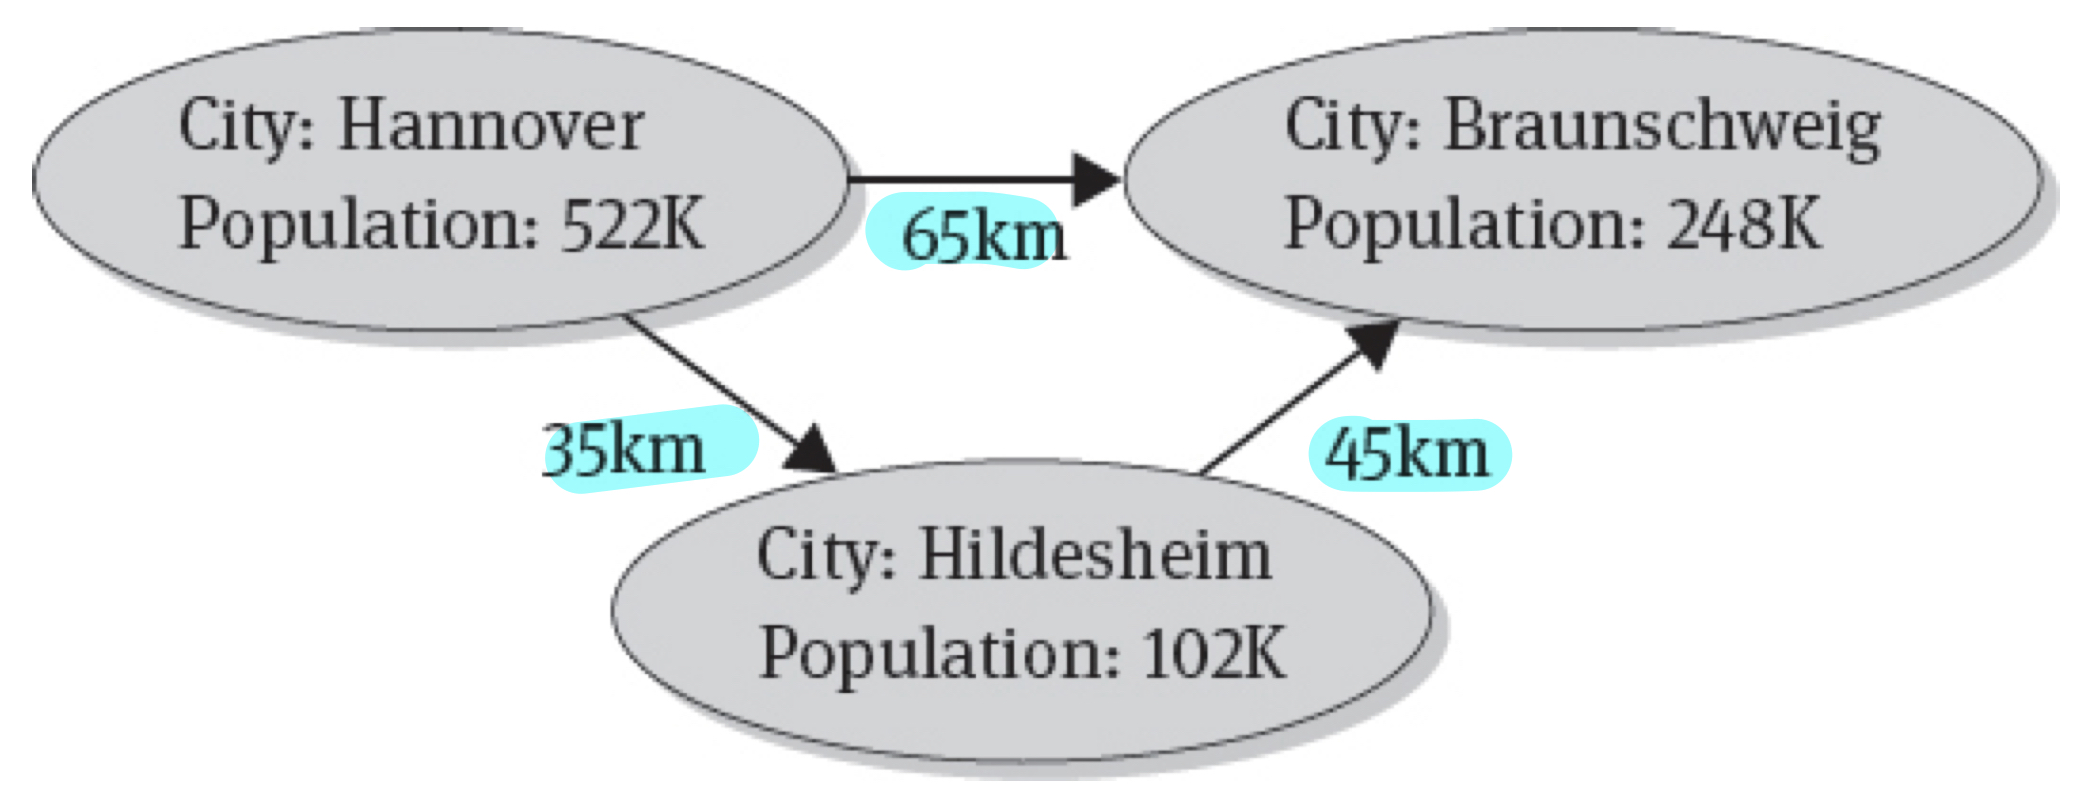 City: Hannover
Population: 522K
65km
City: Braunschweig
Population: 248K
35km
45km
City: Hildesheim
Population: 102K